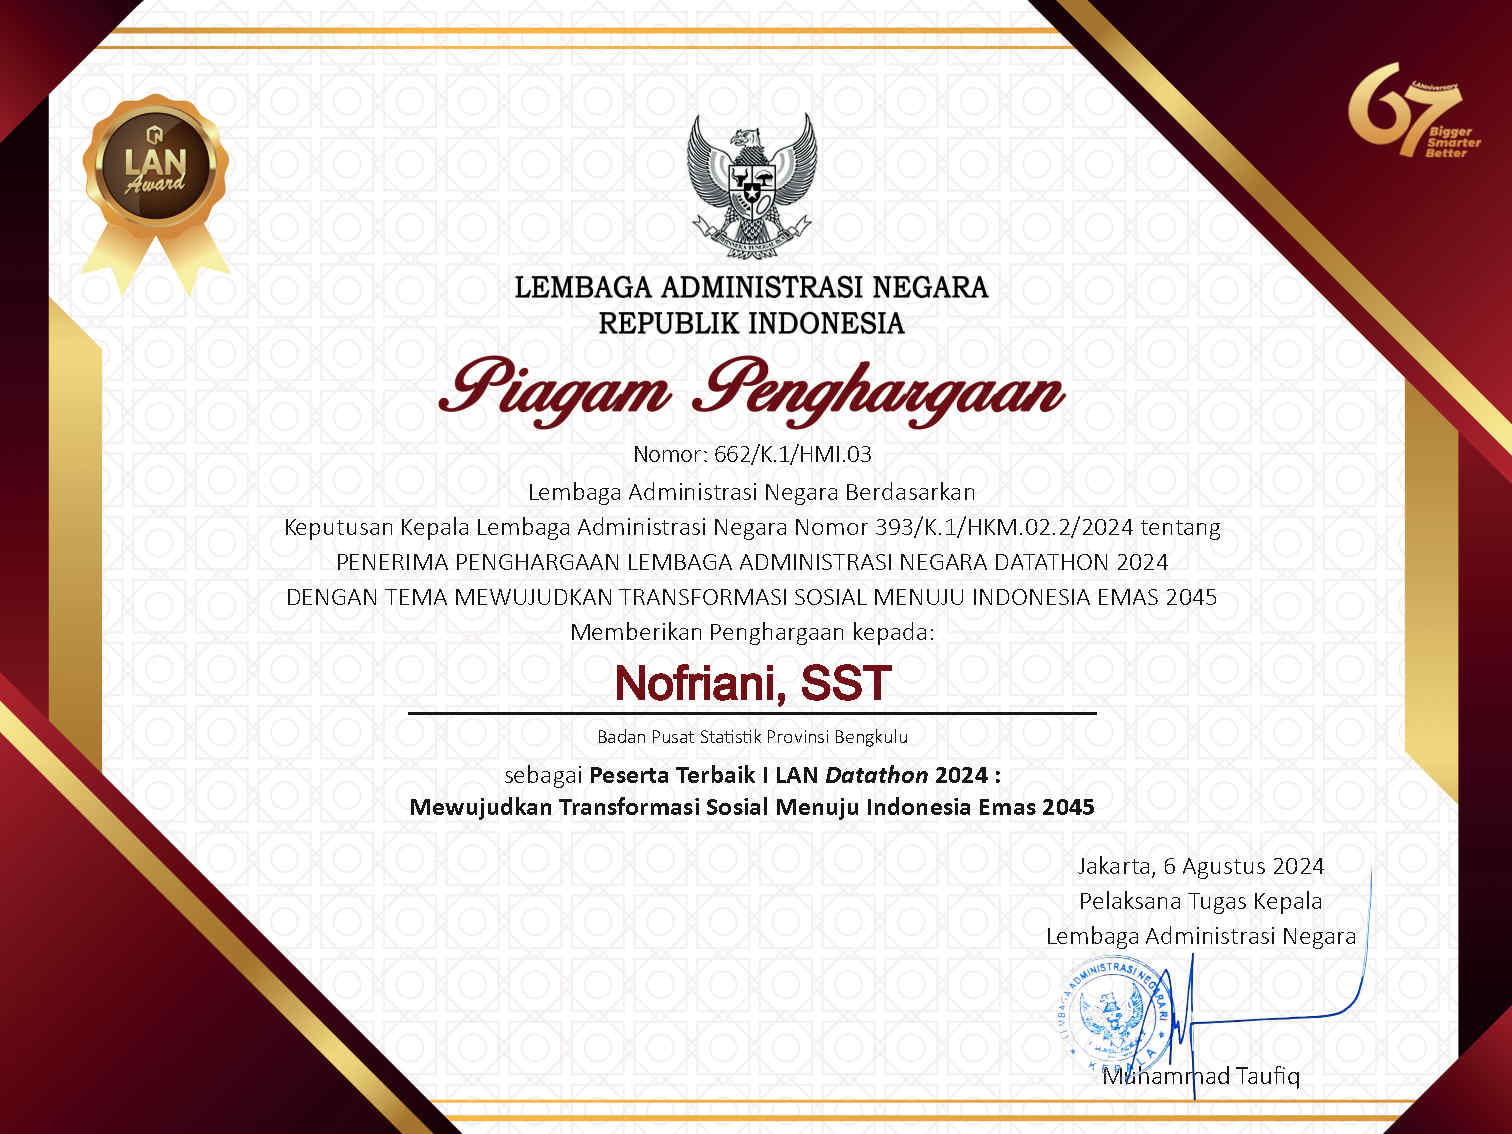 LAN
Award
67
LANniversary
Bigger
Smarter
Better
LEMBAGA ADMINISTRASI NEGARA
REPUBLIK INDONESIA
Piagam Penghargaan
Nomor: 662/K.1/HMI.03
Lembaga Administrasi Negara Berdasarkan
Keputusan Kepala Lembaga Administrasi Negara Nomor 393/K.1/HKM.02.2/2024 tentang
PENERIMA PENGHARGAAN LEMBAGA ADMINISTRASI NEGARA DATATHON 2024
DENGAN TEMA MEWUJUDKAN TRANSFORMASI SOSIAL MENUJU INDONESIA EMAS 2045
Memberikan Penghargaan kepada:
Nofriani, SST
Badan Pusat Statistik Provinsi Bengkulu
sebagai Peserta Terbaik I LAN Datathon 2024 :
Mewujudkan Transformasi Sosial Menuju Indonesia Emas 2045
Jakarta, 6 Agustus 2024
Pelaksana Tugas Kepala
Lembaga Administrasi Negara
LEMBAGA ADMINISTRASI NEGARA RI
KEPALA
Muhammad Taufiq